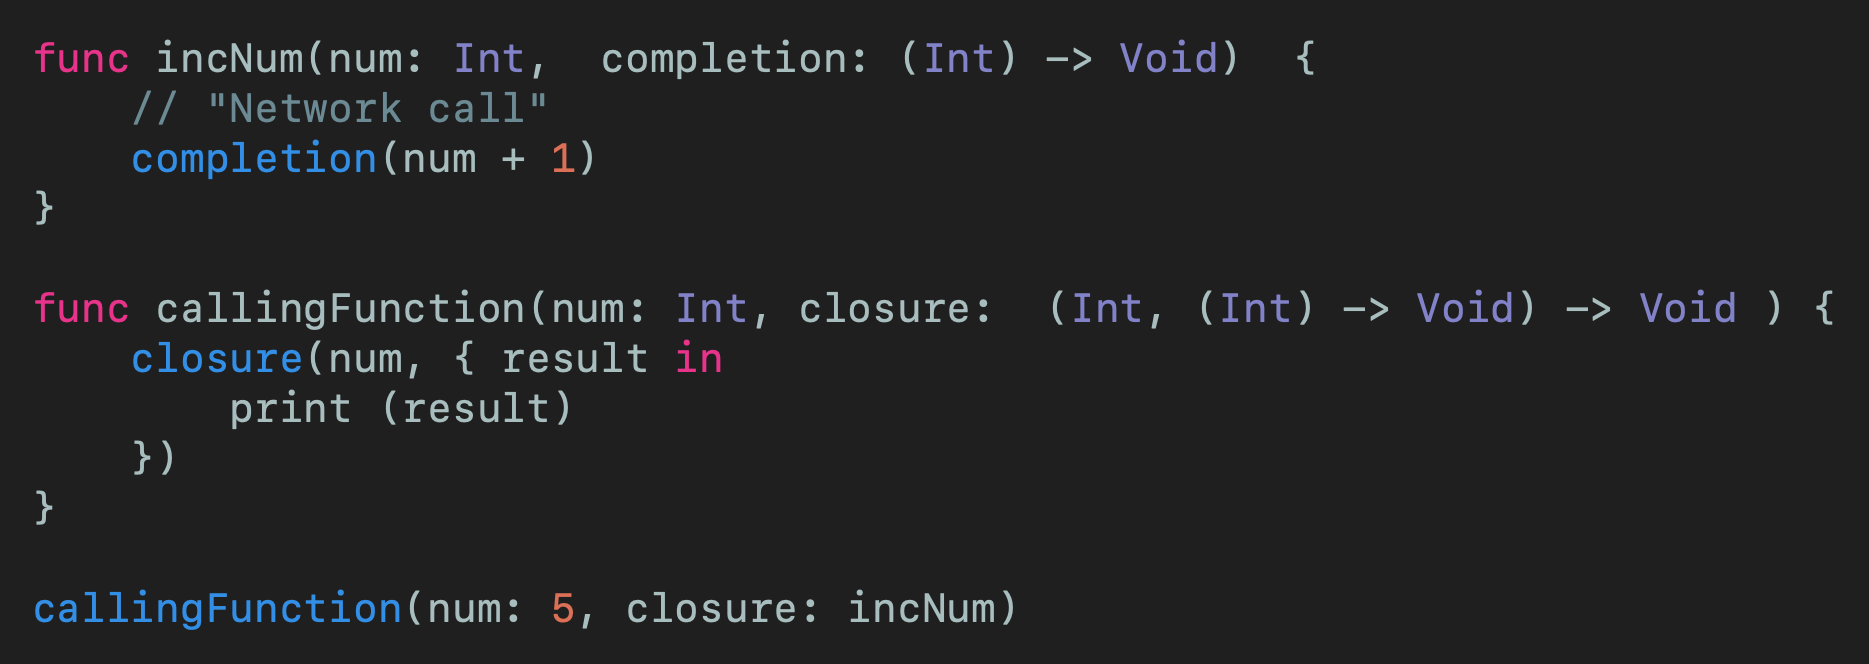 func incNum(num: Int,  completion: (Int) -> Void)  {
    // "Network call"
    completion(num + 1)
}

func callingFunction(num: Int, closure:  (Int, (Int) -> Void) -> Void ) {
    closure(num, { result in
        print (result)
    })
}

callingFunction(num: 5, closure: incNum)